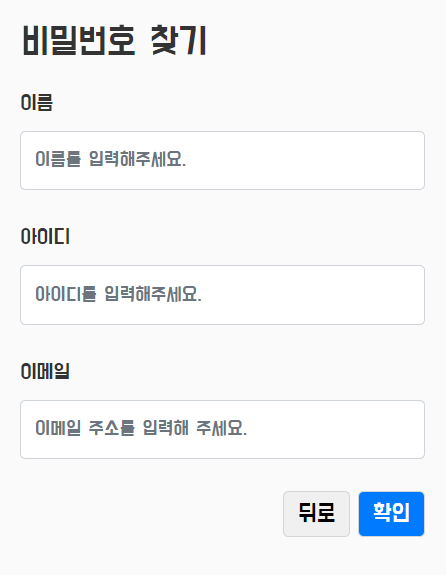 비밀번호 찾기
이름
이름를 입력해주세요.
아이디
아이디를 입력해주세요.
이메일
이메일 주소를 입력해 주세요.
뒤로 확인